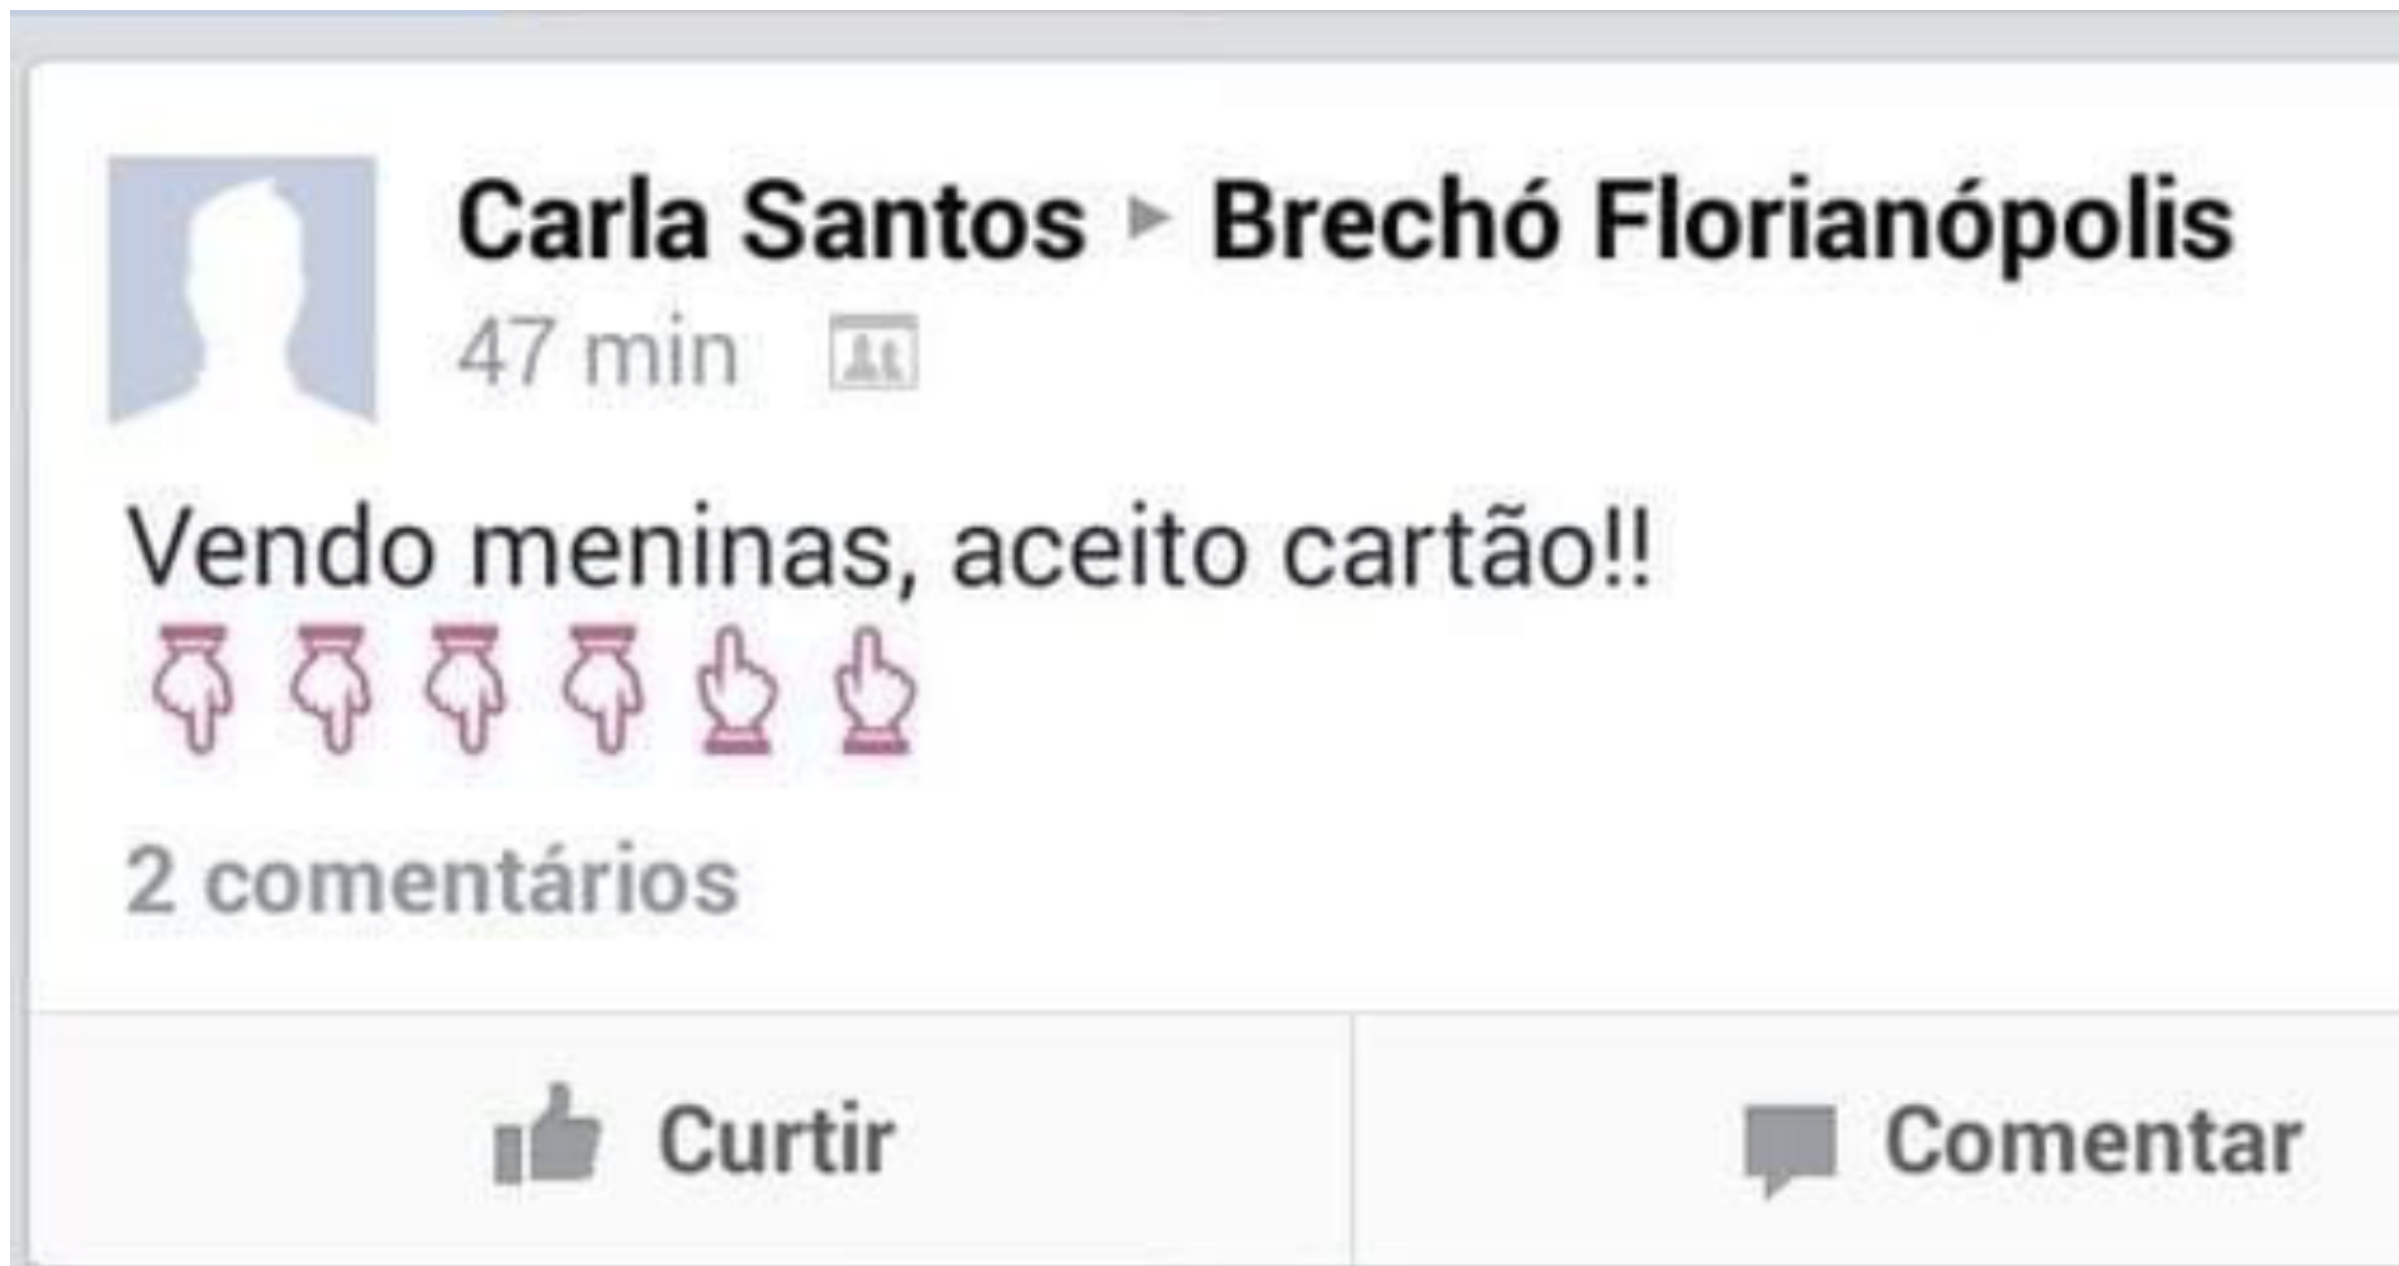 Carla Santos ▸ Brechó Florianópolis
47 min
Vendo meninas, aceito cartão!!
👇👇👇👇👆👆
2 comentários
Curtir
Comentar